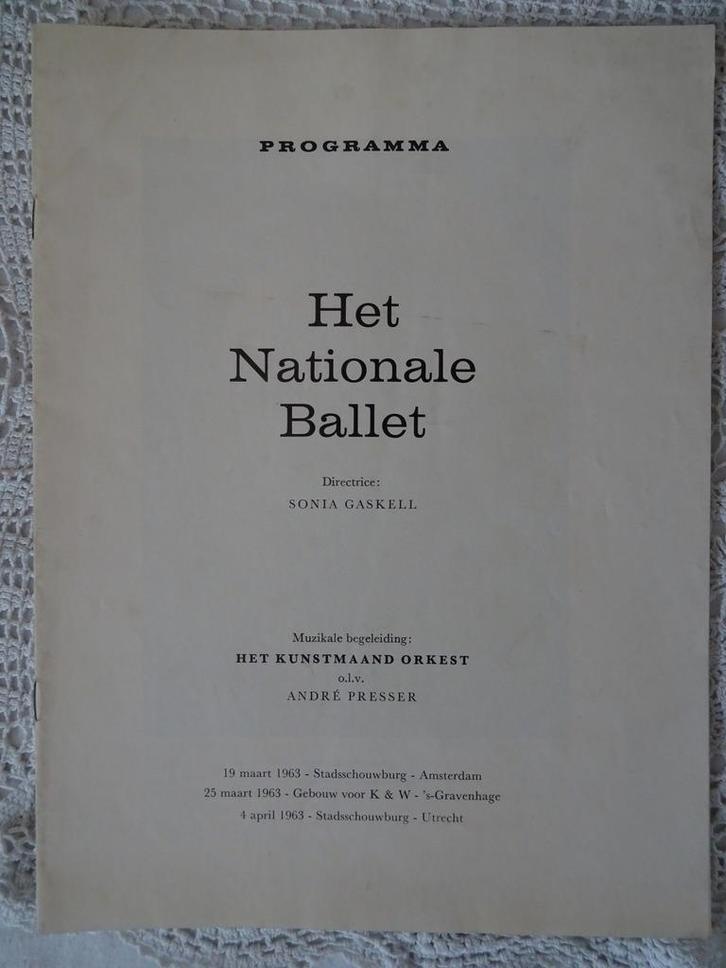 PROGRAMMA
Het
Nationale
Ballet
Directrice:
SONIA GASKELL
Muzikale begeleiding:
HET KUNSTMAAND ORKEST
o.l.v.
ANDRÉ PRESSER
19 maart 1963 - Stadsschouwburg - Amsterdam
25 maart 1963 - Gebouw voor K & W - 's-Gravenhage
4 april 1963 - Stadsschouwburg - Utrecht